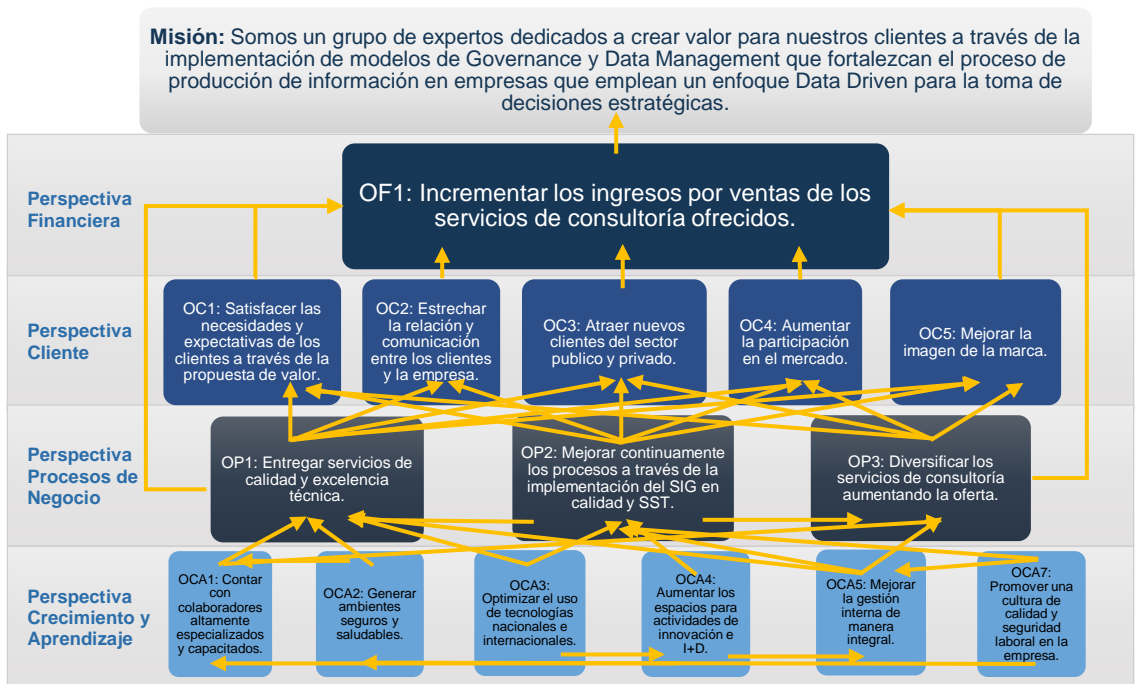 Misión: Somos un grupo de expertos dedicados a crear valor para nuestros clientes a través de la
implementación de modelos de Governance y Data Management que fortalezcan el proceso de
producción de información en empresas que emplean un enfoque Data Driven para la toma de
decisiones estratégicas.
Perspectiva
Financiera
OF1: Incrementar los ingresos por ventas de los
servicios de consultoría ofrecidos.
Perspectiva
Cliente
OC1: Satisfacer las
necesidades y
expectativas de los
clientes a través de la
propuesta de valor.
OC2: Estrechar
la relación y
comunicación
entre los clientes
y la empresa.
OC3: Atraer nuevos
clientes del sector
publico y privado.
OC4: Aumentar
la participación
en el mercado.
OC5: Mejorar la
imagen de la marca.
Perspectiva
Procesos de
Negocio
OP1: Entregar servicios de
calidad y excelencia
técnica.
OP2: Mejorar continuamente
los procesos a través de la
implementación del SIG en
calidad y SST.
OP3: Diversificar los
servicios de consultoría
aumentando la oferta.
Perspectiva
Crecimiento y
Aprendizaje
OCA1: Contar
con
colaboradores
altamente
especializados
y capacitados.
OCA2: Generar
ambientes
seguros y
saludables.
OCA3:
Optimizar el uso
de tecnologías
nacionales e
internacionales.
OCA4:
Aumentar los
espacios para
actividades de
innovación e
I+D.
OCA5: Mejorar
la gestión
interna de
manera
integral.
OCA7:
Promover una
cultura de
calidad y
seguridad
laboral en la
empresa.